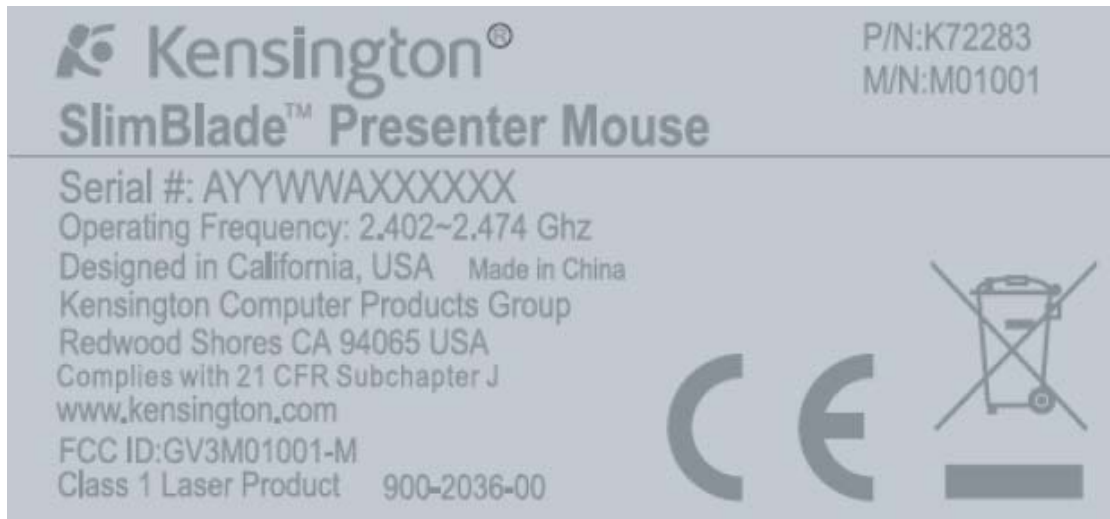 Kensington®
P/N:K72283
M/N:M01001
SlimBlade™ Presenter Mouse
Serial #: AYYWWAXXXXXX
Operating Frequency: 2.402~2.474 Ghz
Designed in California, USA Made in China
Kensington Computer Products Group
Redwood Shores CA 94065 USA
Complies with 21 CFR Subchapter J
www.kensington.com
FCC ID:GV3M01001-M
Class 1 Laser Product 900-2036-00
CE